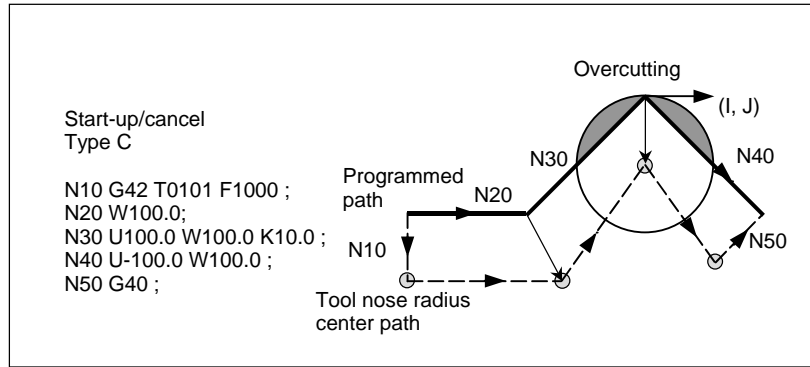 Overcutting
(I, J)
Start-up/cancel
Type C
N10 G42 T0101 F1000 ;
N20 W100.0;
N30 U100.0 W100.0 K10.0 ;
N40 U-100.0 W100.0 ;
N50 G40 ;
Programmed
path
N10
N20
N30
N40
N50
Tool nose radius
center path